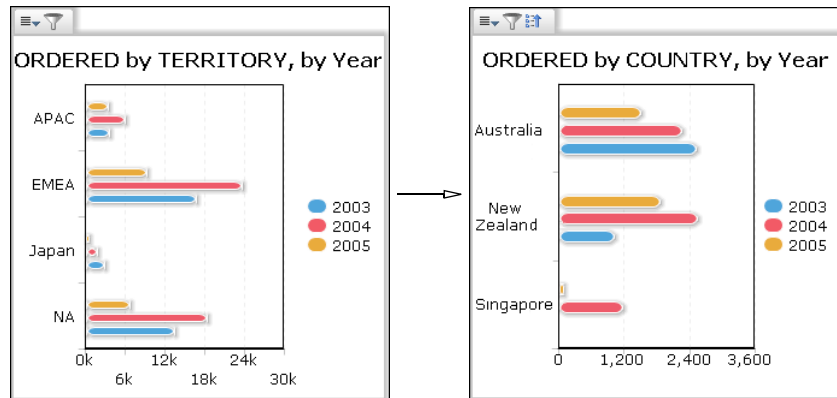 ORDERED by TERRITORY, by Year
APAC
EMEA
Japan
NA
0k
12k
24k
6k
18k
30k
2003
2004
2005
ORDERED by COUNTRY, by Year
Australia
New
Zealand
Singapore
0
1,200
2,400
3,600
2003
2004
2005